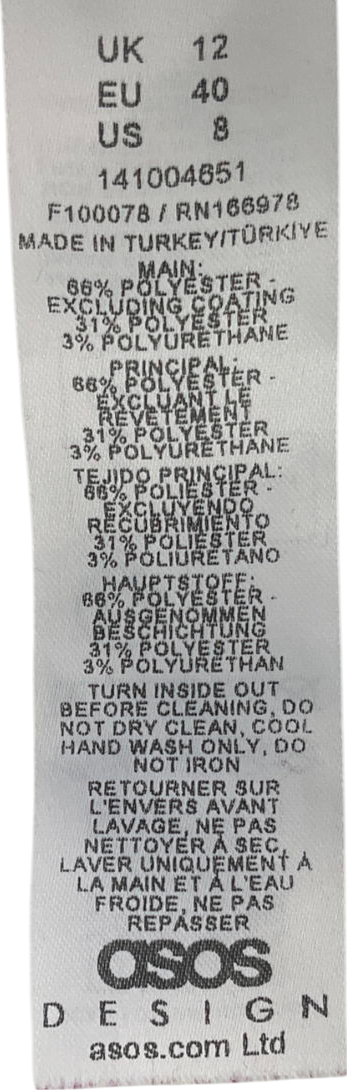 UK 12
EU 40
US 8
141004651
F100078 / RN166978
MADE IN TURKEY/TÜRKIYE
MAIN:
66% POLYESTER -
EXCLUDING COATING
31% POLYESTER
3% POLYURETHANE
PRINCIPAL:
66% POLYESTER -
EXCLUANT LE
REVÊTEMENT
31% POLYESTER
3% POLYURETHANE
TEJIDO PRINCIPAL:
66% POLIÉSTER -
EXCLUYENDO
RECUBRIMIENTO
31% POLIÉSTER
3% POLIURETANO
HAUPTSTOFF:
66% POLYESTER -
AUSGENOMMEN
BESCHICHTUNG
31% POLYESTER
3% POLYURETHAN
TURN INSIDE OUT
BEFORE CLEANING, DO
NOT DRY CLEAN, COOL
HAND WASH ONLY, DO
NOT IRON
RETOURNER SUR
L'ENVERS AVANT
LAVAGE, NE PAS
NETTOYER À SEC,
LAVER UNIQUEMENT À
LA MAIN ET À L'EAU
FROIDE, NE PAS
REPASSER
asos
DESIGN
asos.com Ltd